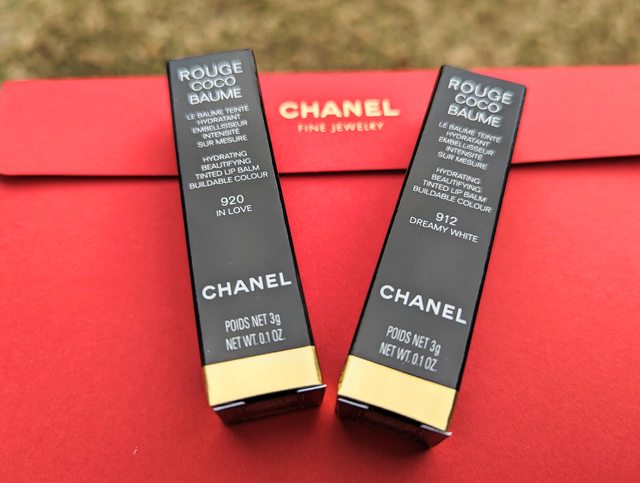 CHANEL
FINE JEWELRY
ROUGE
COCO
BAUME
LE BAUME TEINTÉ
HYDRATANT
EMBELLISSEUR
INTENSITÉ
SUR MESURE
HYDRATING
BEAUTIFYING
TINTED LIP BALM
BUILDABLE COLOUR
920
IN LOVE
CHANEL
POIDS NET 3g
NET WT. 0.1 OZ.
ROUGE
COCO
BAUME
LE BAUME TEINTÉ
HYDRATANT
EMBELLISSEUR
INTENSITÉ
SUR MESURE
HYDRATING
BEAUTIFYING
TINTED LIP BALM
BUILDABLE COLOUR
912
DREAMY WHITE
CHANEL
POIDS NET 3g
NET WT. 0.1 OZ.